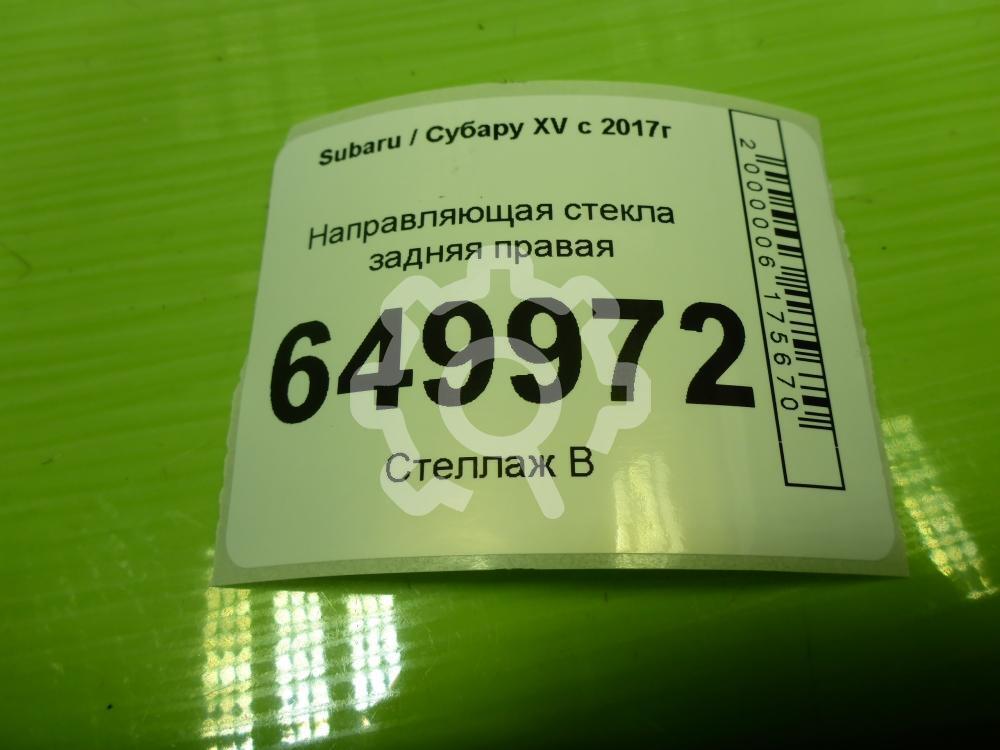 Subaru / Субару XV с 2017г
Направляющая стекла
задняя правая
649972
Стеллаж В
2000006175670